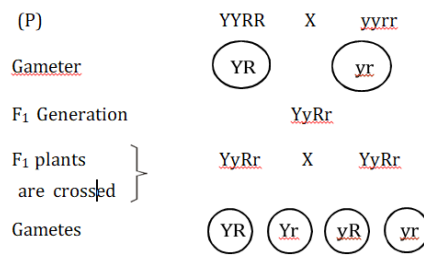 (P) YYRR X yyrr
Gameter YR yr
F₁ Generation YyRr
F₁ plants YyRr X YyRr
are crossed
Gametes YR Yr yR yr